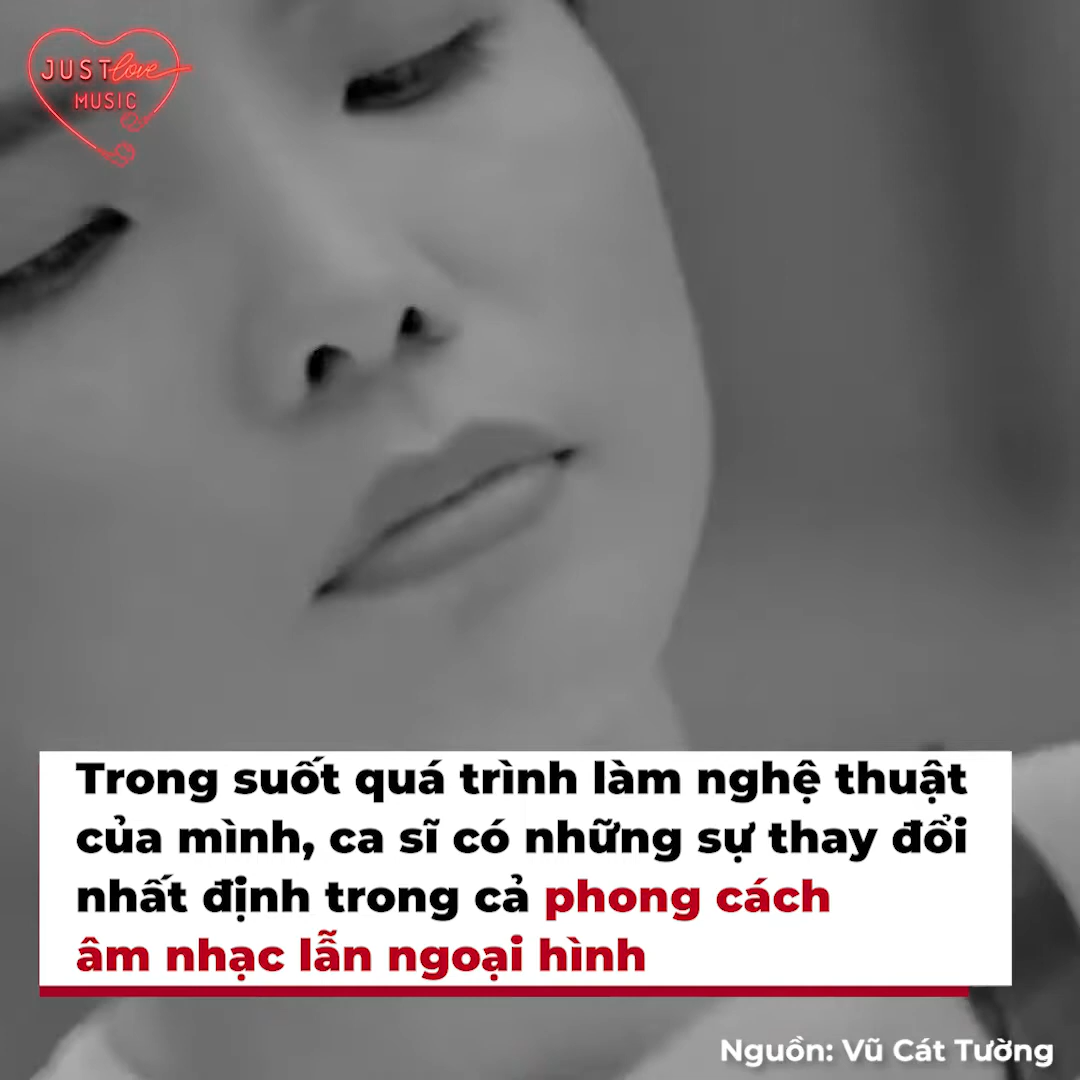 JUST love
MUSIC
Trong suốt quá trình làm nghệ thuật
của mình, ca sĩ có những sự thay đổi
nhất định trong cả phong cách
âm nhạc lẫn ngoại hình
Nguồn: Vũ Cát Tường